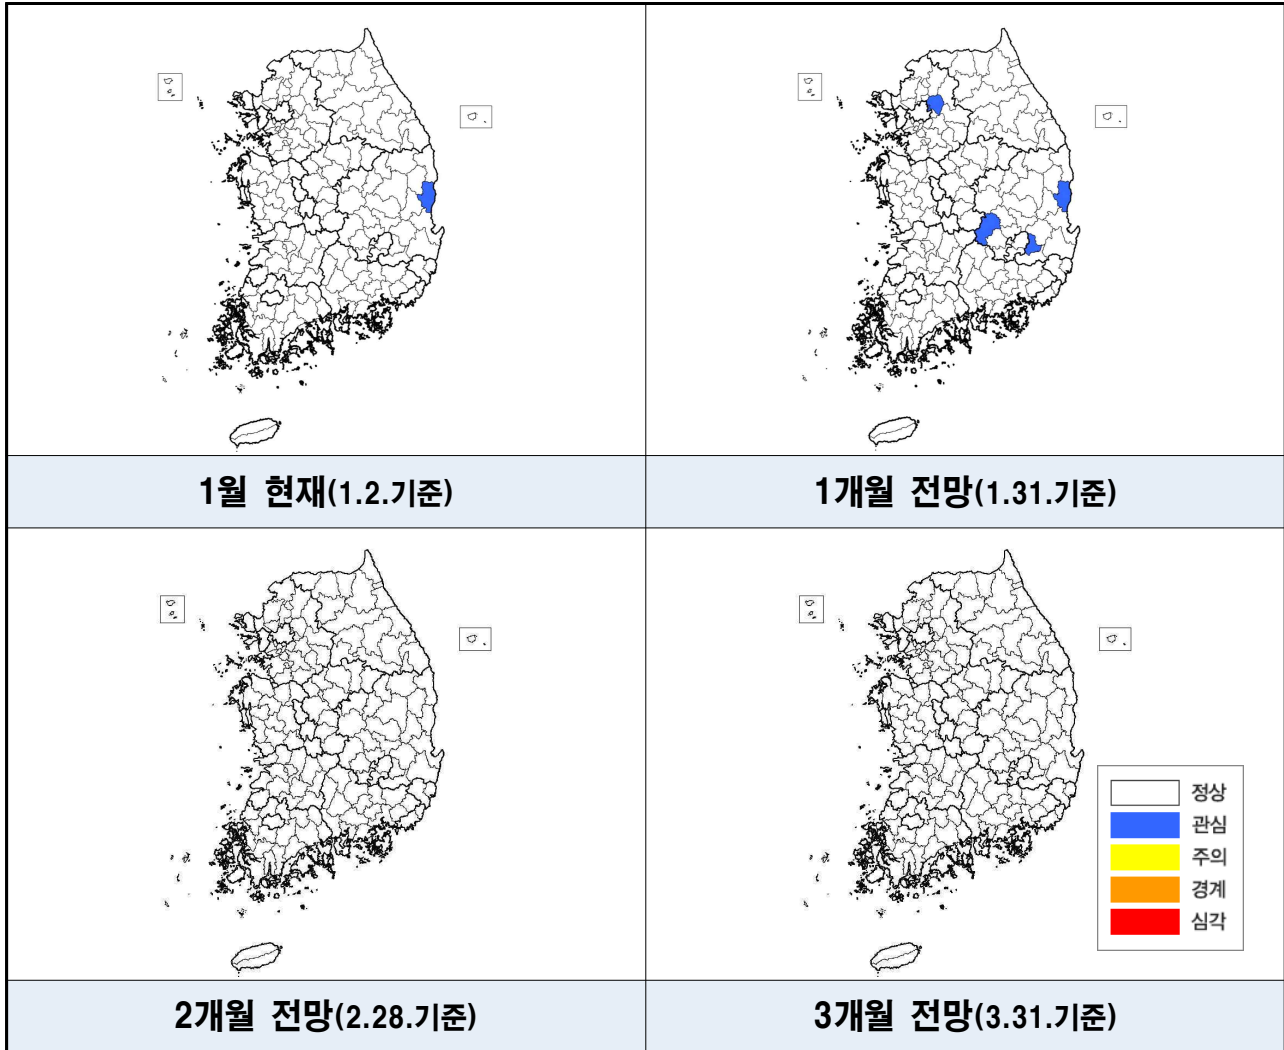 1월 현재(1.2.기준)
1개월 전망(1.31.기준)
정상
관심
주의
경계
심각
2개월 전망(2.28.기준)
3개월 전망(3.31.기준)